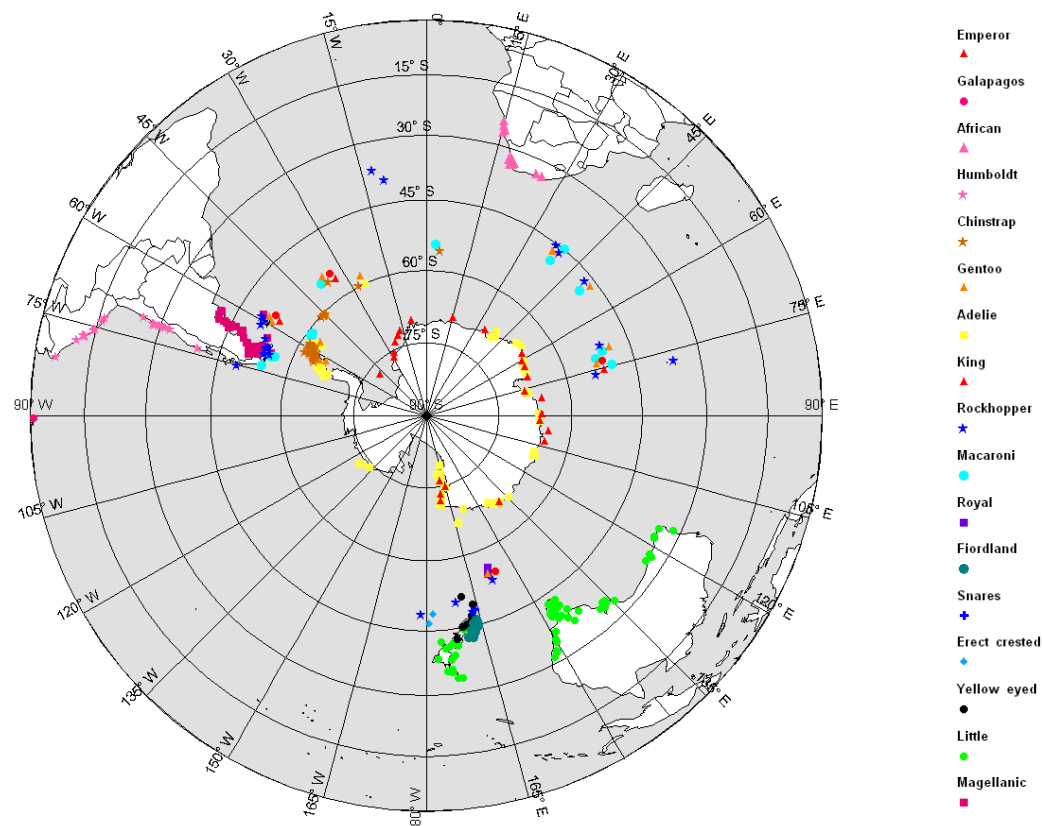 0°
15° E
30° E
45° E
60° E
75° E
90° E
105° E
120° E
135° E
165° E
80° W
165° W
150° W
135° W
120° W
105° W
90° W
75° W
60° W
45° W
30° W
15° W
15° S
30° S
45° S
60° S
75° S
90° S
Emperor
Galapagos
African
Humboldt
Chinstrap
Gentoo
Adelie
King
Rockhopper
Macaroni
Royal
Fiordland
Snares
Erect crested
Yellow eyed
Little
Magellanic